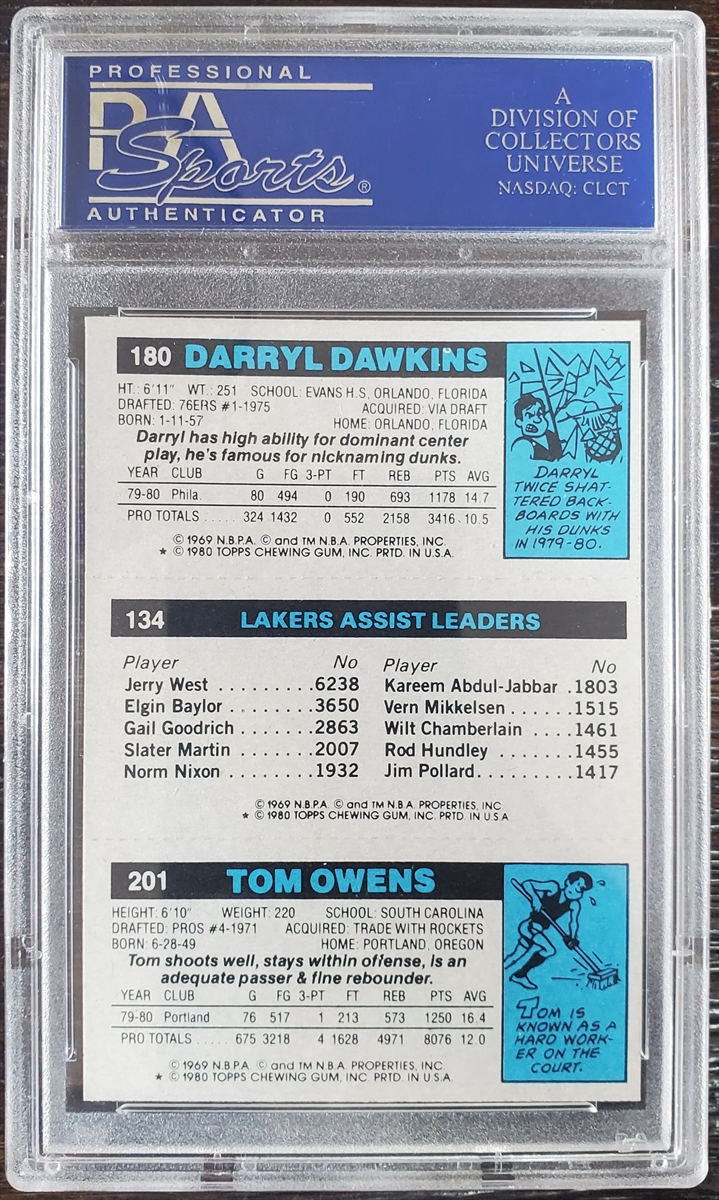 PROFESSIONAL
PSA
Sports®
AUTHENTICATOR
A
DIVISION OF
COLLECTORS
UNIVERSE
NASDAQ: CLCT
180 DARRYL DAWKINS
HT.: 6'11" WT.: 251 SCHOOL: EVANS H.S, ORLANDO, FLORIDA
DRAFTED: 76ERS #1-1975 ACQUIRED: VIA DRAFT
BORN: 1-11-57 HOME: ORLANDO, FLORIDA
Darryl has high ability for dominant center
play, he's famous for nicknaming dunks.
YEAR CLUB G FG 3-PT FT REB PTS AVG
79-80 Phila. 80 494 0 190 693 1178 14.7
PRO TOTALS ..... 324 1432 0 552 2158 3416 10.5
© 1969 N.B.P.A. © and TM N.B.A. PROPERTIES, INC.
★ © 1980 TOPPS CHEWING GUM, INC. PRTD. IN U.S.A.
DARRYL
TWICE SHAT-
TERED BACK-
BOARDS WITH
HIS DUNKS
IN 1979-80.
134 LAKERS ASSIST LEADERS
Player No Player No
Jerry West .........6238 Kareem Abdul-Jabbar .1803
Elgin Baylor ........3650 Vern Mikkelsen ......1515
Gail Goodrich .......2863 Wilt Chamberlain ....1461
Slater Martin .......2007 Rod Hundley .......1455
Norm Nixon ........1932 Jim Pollard.........1417
© 1969 N.B.P.A. © and TM N.B.A. PROPERTIES, INC
★ © 1980 TOPPS CHEWING GUM, INC. PRTD. IN U.S.A
201 TOM OWENS
HEIGHT: 6'10" WEIGHT: 220 SCHOOL: SOUTH CAROLINA
DRAFTED: PROS #4-1971 ACQUIRED: TRADE WITH ROCKETS
BORN: 6-28-49 HOME: PORTLAND, OREGON
Tom shoots well, stays within offense, is an
adequate passer & fine rebounder.
YEAR CLUB G FG 3-PT FT REB PTS AVG
79-80 Portland 76 517 1 213 573 1250 16.4
PRO TOTALS ..... 675 3218 4 1628 4971 8076 12.0
© 1969 N.B.P.A. © and TM N.B.A. PROPERTIES, INC.
★ © 1980 TOPPS CHEWING GUM, INC. PRTD. IN U.S.A.
TOM IS
KNOWN AS A
HARD WORK-
ER ON THE
COURT.
PSA